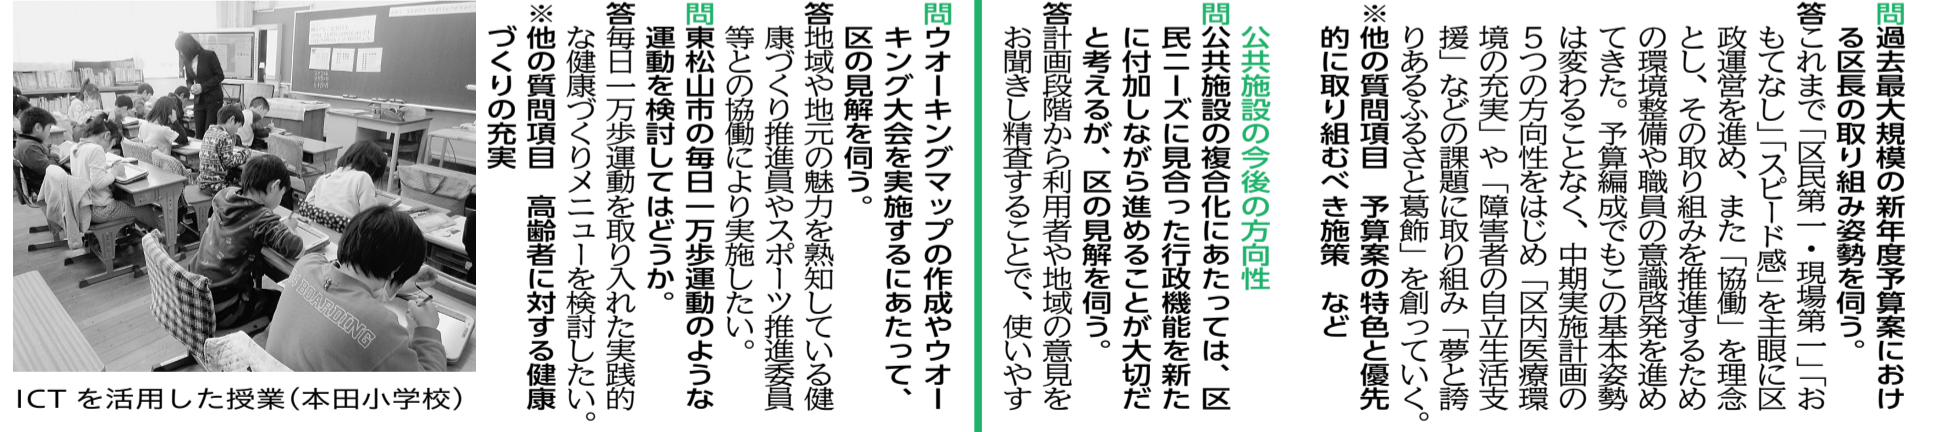 問過去最大規模の新年度予算案におけ
る区長の取り組み姿勢を伺う。
答これまで「区民第一・現場第一」「お
もてなし」「スピード感」を主眼に区
政運営を進め、また「協働」を理念
とし、その取り組みを推進するため
の環境整備や職員の意識啓発を進め
てきた。予算編成でもこの基本姿勢
は変わることなく、中期実施計画の
５つの方向性をはじめ「区内医療環
境の充実」や「障害者の自立生活支
援」などの課題に取り組み「夢と誇
りあるふるさと葛飾」を創っていく。
※他の質問項目　予算案の特色と優先
的に取り組むべき施策　など
公共施設の今後の方向性
問公共施設の複合化にあたっては、区
民ニーズに見合った行政機能を新た
に付加しながら進めることが大切だ
と考えるが、区の見解を伺う。
答計画段階から利用者や地域の意見を
お聞きし精査することで、使いやす
問ウオーキングマップの作成やウオー
キング大会を実施するにあたって、
区の見解を伺う。
答地域や地元の魅力を熟知している健
康づくり推進員やスポーツ推進委員
等との協働により実施したい。
問東松山市の毎日一万歩運動のような
運動を検討してはどうか。
答毎日一万歩運動を取り入れた実践的
な健康づくりメニューを検討したい。
※他の質問項目　高齢者に対する健康
づくりの充実
BOARDING
ICTを活用した授業（本田小学校）